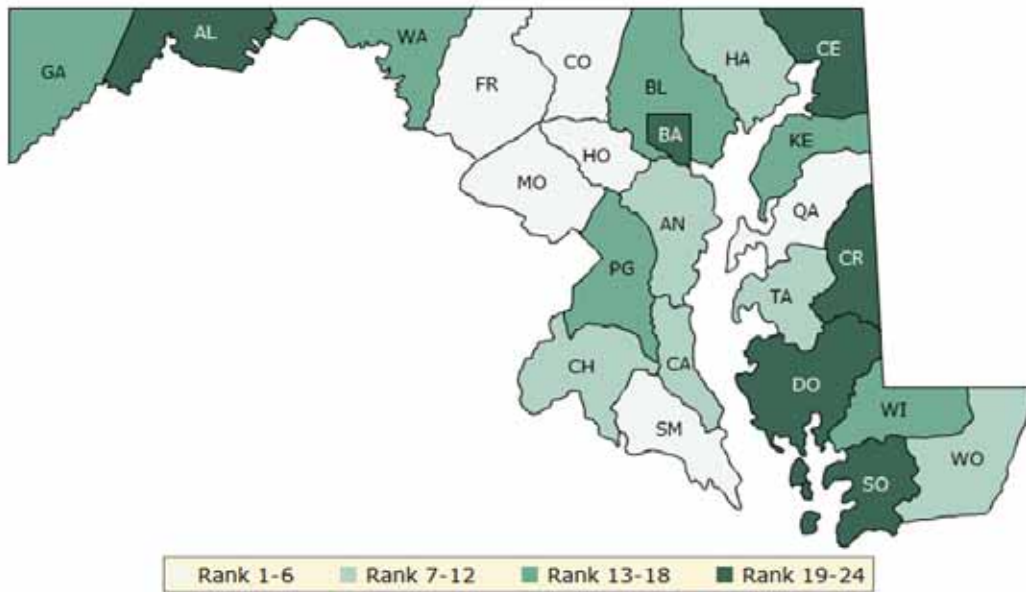 AL
WA
CO
CE
GA
FR
HA
BL
BA
KE
HO
MO
QA
AN
CR
PG
TA
CH
CA
DO
WI
SM
WO
SO
Rank 1-6 Rank 7-12 Rank 13-18 Rank 19-24